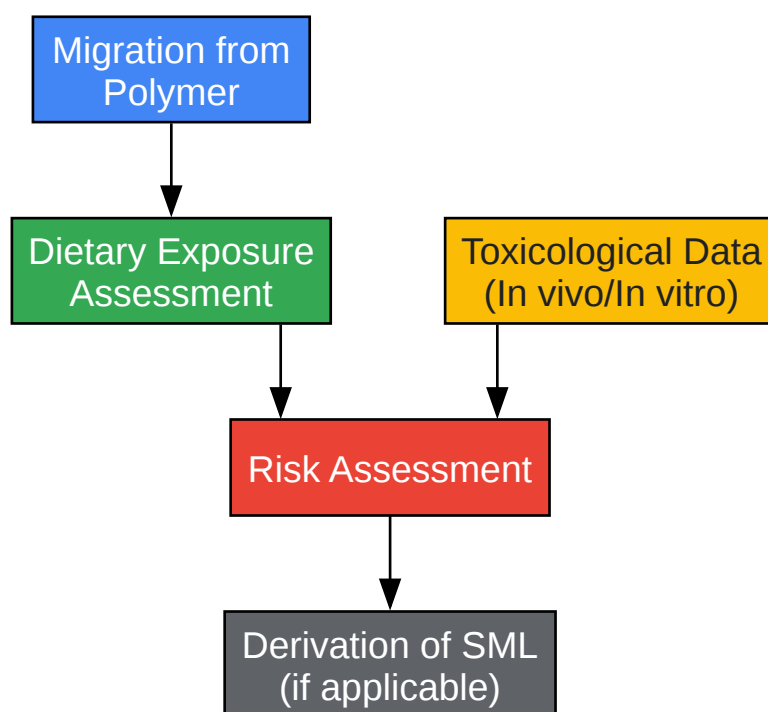 Migration from
Polymer
Dietary Exposure
Assessment
Toxicological Data
(In vivo/In vitro)
Risk Assessment
Derivation of SML
(if applicable)